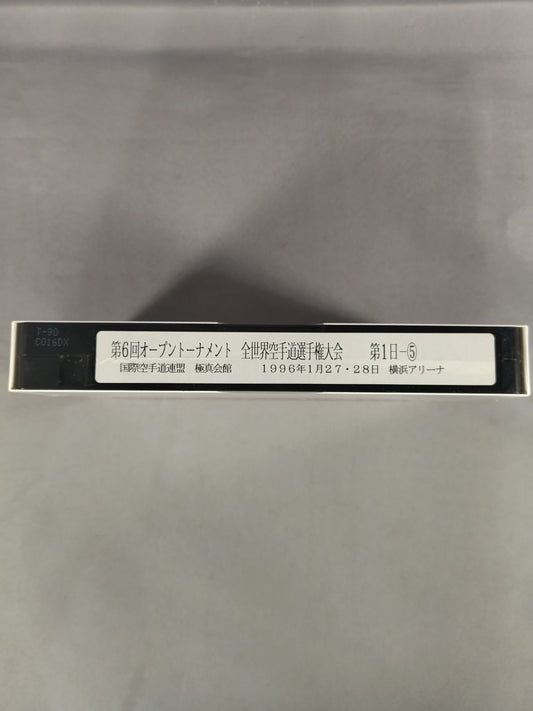 T-90
C016DX
第6回オープントーナメント 全世界空手道選手権大会 第1日-⑤
国際空手道連盟 極真会館 1996年1月27・28日 横浜アリーナ